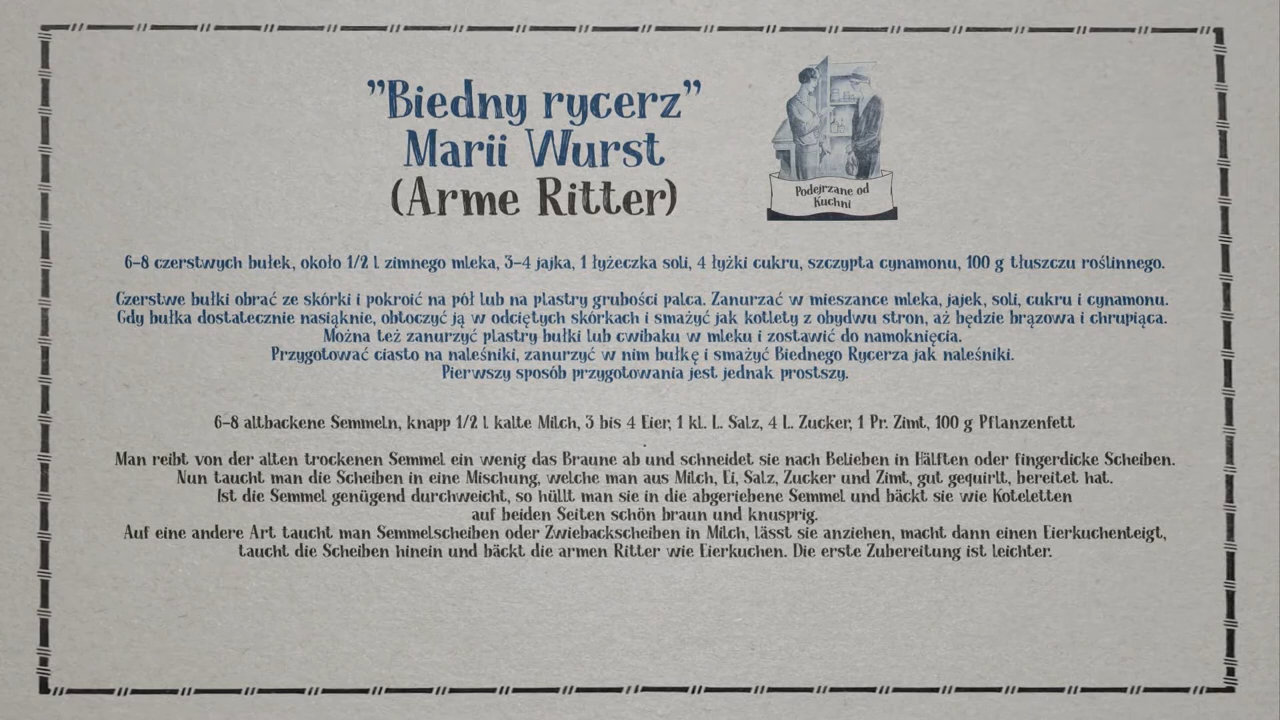 "Biedny rycerz"
Marii Wurst
(Arme Ritter)
Podejrzane od
Kuchni
6-8 czerstwych bułek, około 1/2 l zimnego mleka, 3-4 jajka, 1 łyżeczka soli, 4 łyżki cukru, szczypta cynamonu, 100 g tłuszczu roślinnego.
Czerstwe bułki obrać ze skórki i pokroić na pół lub na plastry grubości palca. Zanurzać w mieszance mleka, jajek, soli, cukru i cynamonu.
Gdy bułka dostatecznie nasiąknie, obtoczyć ją w odciętych skórkach i smażyć jak kotlety z obydwu stron, aż będzie brązowa i chrupiąca.
Można też zanurzyć plastry bułki lub cwibaku w mleku i zostawić do namoknięcia.
Przygotować ciasto na naleśniki, zanurzyć w nim bułkę i smażyć Biednego Rycerza jak naleśniki.
Pierwszy sposób przygotowania jest jednak prostszy.
6-8 altbackene Semmeln, knapp 1/2 l kalte Milch, 3 bis 4 Eier, 1 kl. L. Salz, 4 L. Zucker, 1 Pr. Zimt, 100 g Pflanzenfett
Man reibt von der alten trockenen Semmel ein wenig das Braune ab und schneidet sie nach Belieben in Hälften oder fingerdicke Scheiben.
Nun taucht man die Scheiben in eine Mischung, welche man aus Milch, Ei, Salz, Zucker und Zimt, gut gequirlt, bereitet hat.
Ist die Semmel genügend durchweicht, so hüllt man sie in die abgeriebene Semmel und bäckt sie wie Koteletten
auf beiden Seiten schön braun und knusprig.
Auf eine andere Art taucht man Semmelscheiben oder Zwiebackscheiben in Milch, lässt sie anziehen, macht dann einen Eierkuchenteigt,
taucht die Scheiben hinein und bäckt die armen Ritter wie Eierkuchen. Die erste Zubereitung ist leichter.